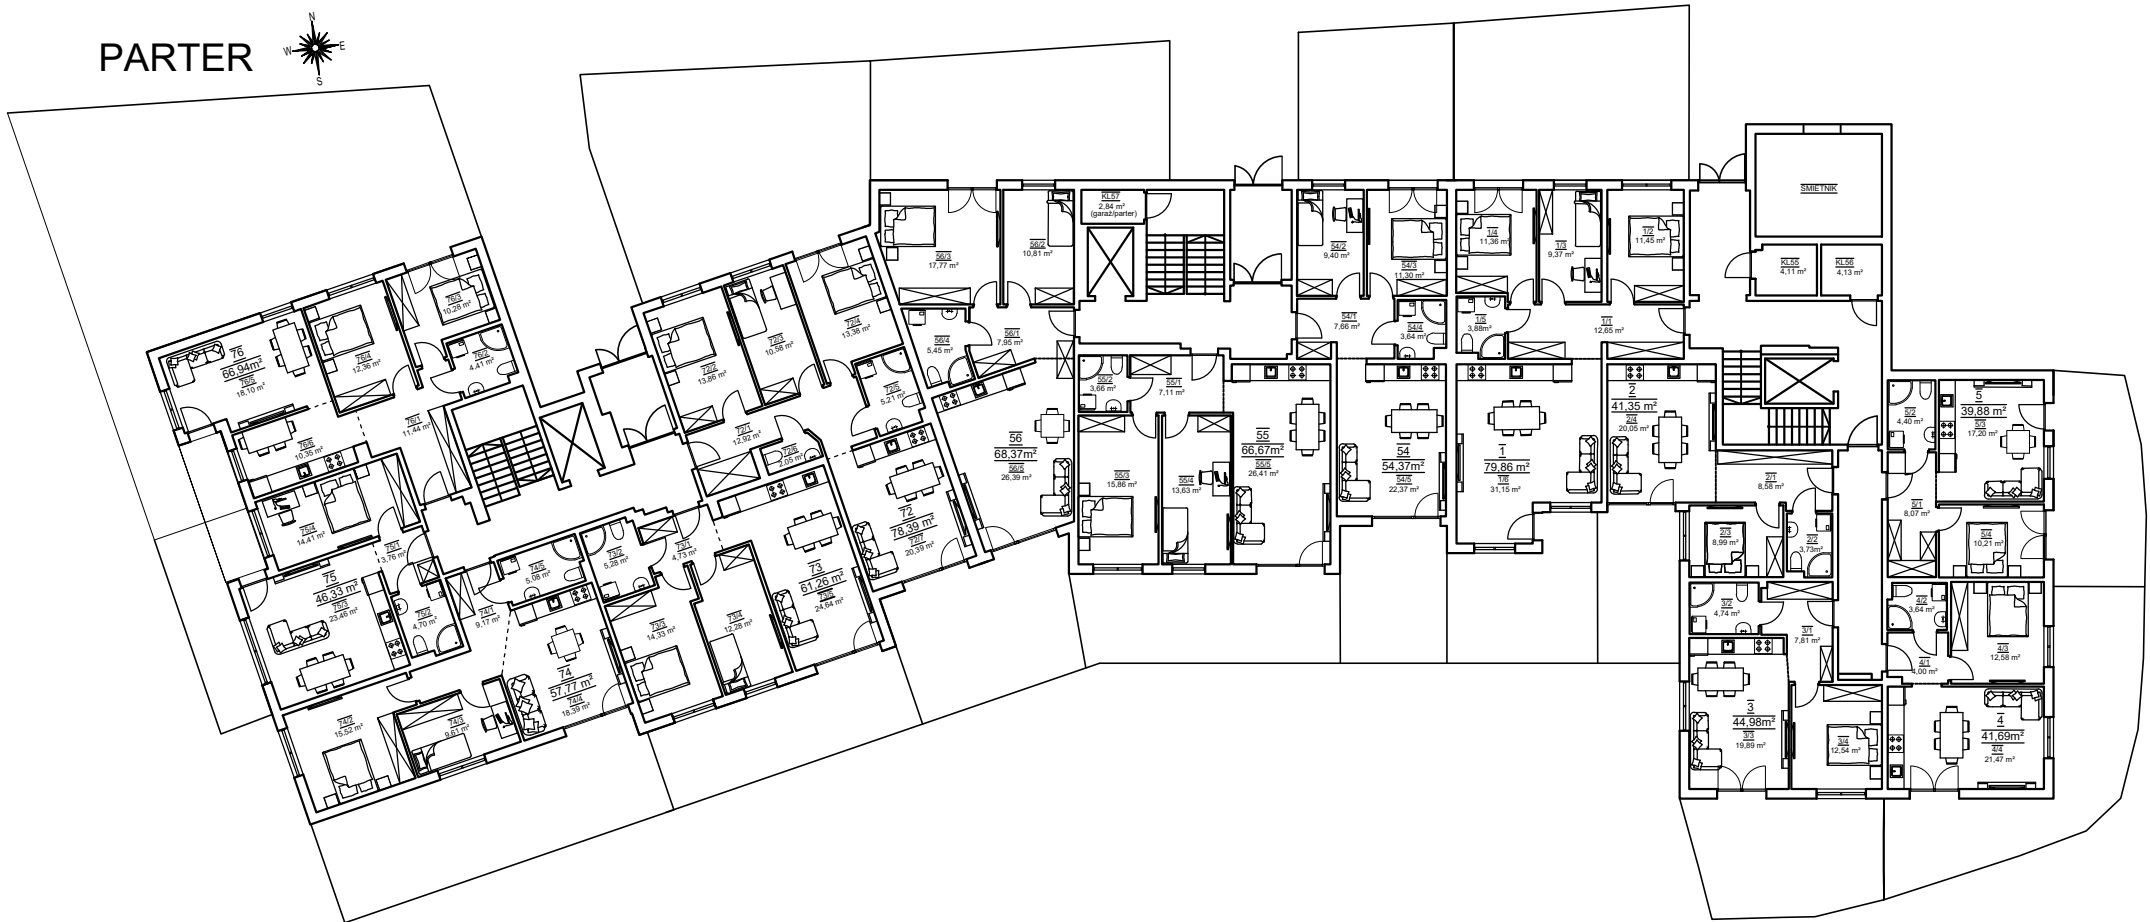 PARTER
N
W
E
S
76
66,94m²
76/5
18,10 m²
76/4
12,36 m²
76/3
10,28 m²
76/2
4,41 m²
76/1
11,44 m²
76/6
10,35 m²
75/4
14,41 m²
75/1
3,76 m²
75
46,33 m²
75/3
23,46 m²
75/2
4,70 m²
74/1
9,17 m²
74/5
5,08 m²
74
57,77 m²
74/4
18,39 m²
74/2
15,52 m²
74/3
9,61 m²
73/2
5,28 m²
73/1
4,73 m²
73/3
14,33 m²
73/4
12,28 m²
73
61,26 m²
73/5
24,64 m²
72/2
13,86 m²
72/3
10,58 m²
72/4
13,38 m²
72/5
5,21 m²
72/1
12,92 m²
72/6
2,05 m²
72
78,39 m²
72/7
20,39 m²
56/3
17,77 m²
56/2
10,81 m²
56/4
5,45 m²
56/1
7,95 m²
56
68,37m²
56/5
26,39 m²
KL57
2,84 m²
(garaż/parter)
55/2
3,66 m²
55/1
7,11 m²
55/3
15,86 m²
55/4
13,63 m²
55
66,67m²
55/5
26,41 m²
54/2
9,40 m²
54/3
11,30 m²
54/1
7,66 m²
54/4
3,64 m²
54
54,37m²
54/5
22,37 m²
1/4
11,36 m²
1/3
9,37 m²
1/2
11,45 m²
1/5
3,88m²
1/1
12,65 m²
1
79,86 m²
1/6
31,15 m²
2
41,35 m²
2/4
20,05 m²
2/1
8,58 m²
2/3
8,99 m²
2/2
3,73m²
ŚMIETNIK
KL55
4,11 m²
KL56
4,13 m²
3/2
4,74 m²
3/1
7,81 m²
3
44,98m²
3/3
19,89 m²
3/4
12,54 m²
5/2
4,40 m²
5
39,88 m²
5/3
17,20 m²
5/1
8,07 m²
5/4
10,21 m²
4/2
3,64 m²
4/1
4,00 m²
4/3
12,58 m²
4
41,69m²
4/4
21,47 m²